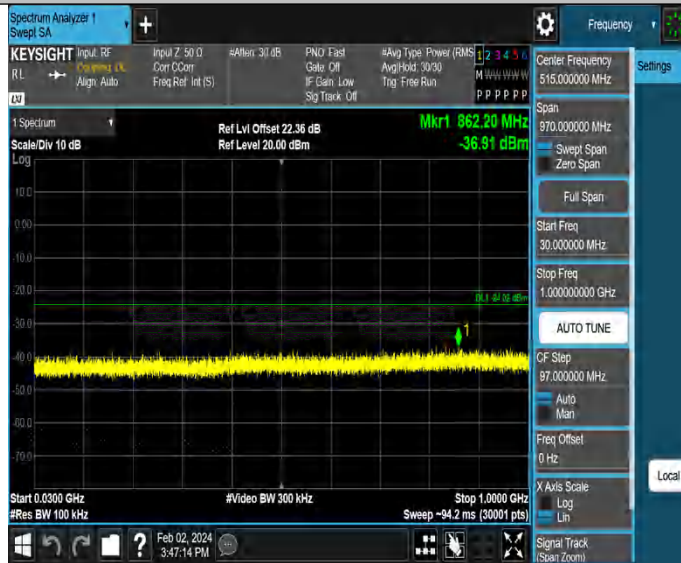 Spectrum Analyzer 1
Swept SA
Frequency
KEYSIGHT
RL
Input: RF
Coupling: DC
Align: Auto
Input Z: 50 Ω
Corr CCorr
Freq Ref: Int (S)
#Atten: 30 dB
PNO: Fast
Gate: Off
IF Gain: Low
Sig Track: Off
#Avg Type: Power (RMS
Avg|Hold: 30/30
Trig: Free Run
1 2 3 4 5 6
M W W W W W
P P P P P P
1 Spectrum
Scale/Div 10 dB
Log
Ref Lvl Offset 22.36 dB
Ref Level 20.00 dBm
Mkr1 862.20 MHz
-36.91 dBm
10.0
0.00
-10.0
-20.0
-30.0
-40.0
-50.0
-60.0
-70.0
1
Start 0.0300 GHz
#Res BW 100 kHz
#Video BW 300 kHz
Stop 1.0000 GHz
Sweep ~94.2 ms (30001 pts)
Feb 02, 2024
3:47:14 PM
Center Frequency
515.000000 MHz
Settings
Span
970.000000 MHz
Swept Span
Zero Span
Full Span
Start Freq
30.000000 MHz
Stop Freq
1.000000000 GHz
AUTO TUNE
CF Step
97.000000 MHz
Auto
Man
Freq Offset
0 Hz
X Axis Scale
Log
Lin
Local
Signal Track
(Span Zoom)